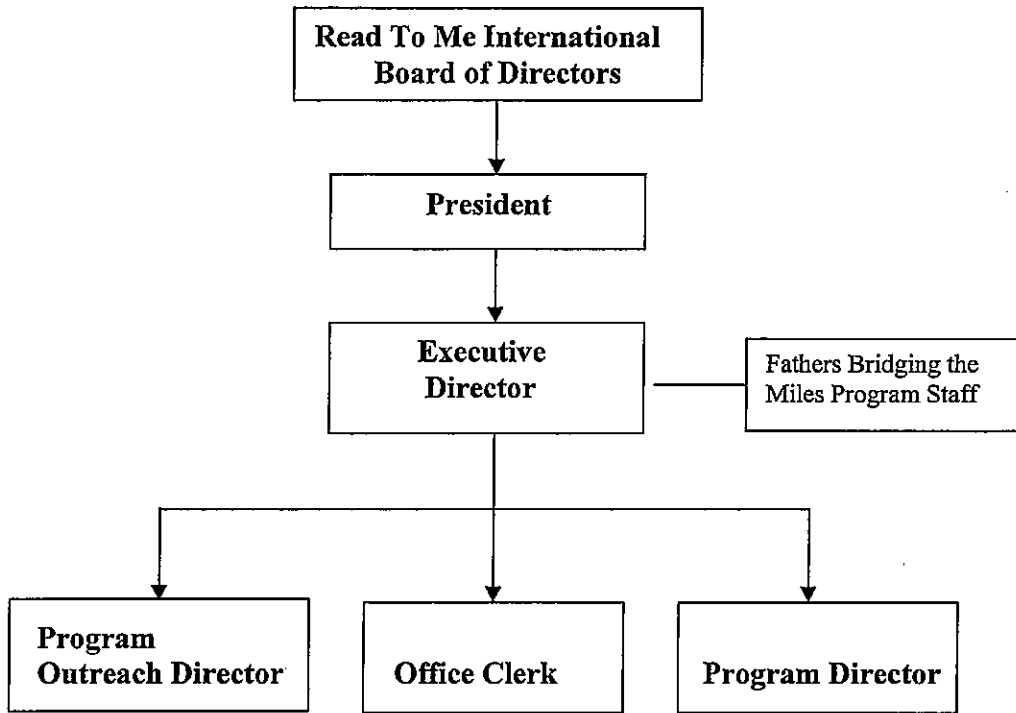 Read To Me International
Board of Directors
President
Executive
Director
Fathers Bridging the
Miles Program Staff
Program
Outreach Director
Office Clerk
Program Director